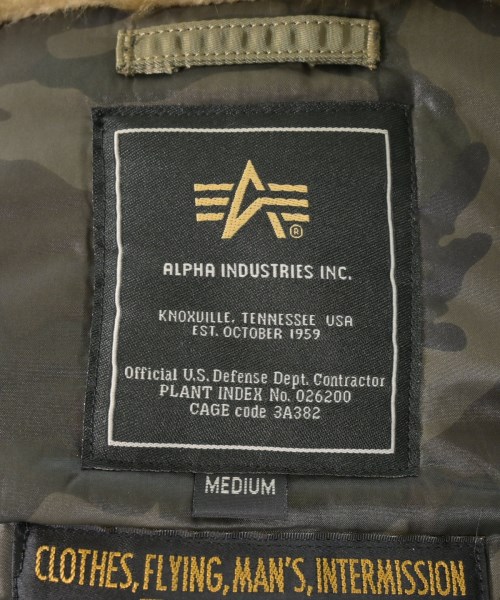 ®
ALPHA INDUSTRIES INC.
KNOXVILLE, TENNESSEE USA
EST. OCTOBER 1959
Official U.S. Defense Dept. Contractor
PLANT INDEX No. 026200
CAGE code 3A382
MEDIUM
CLOTHES, FLYING, MAN'S, INTERMISSION